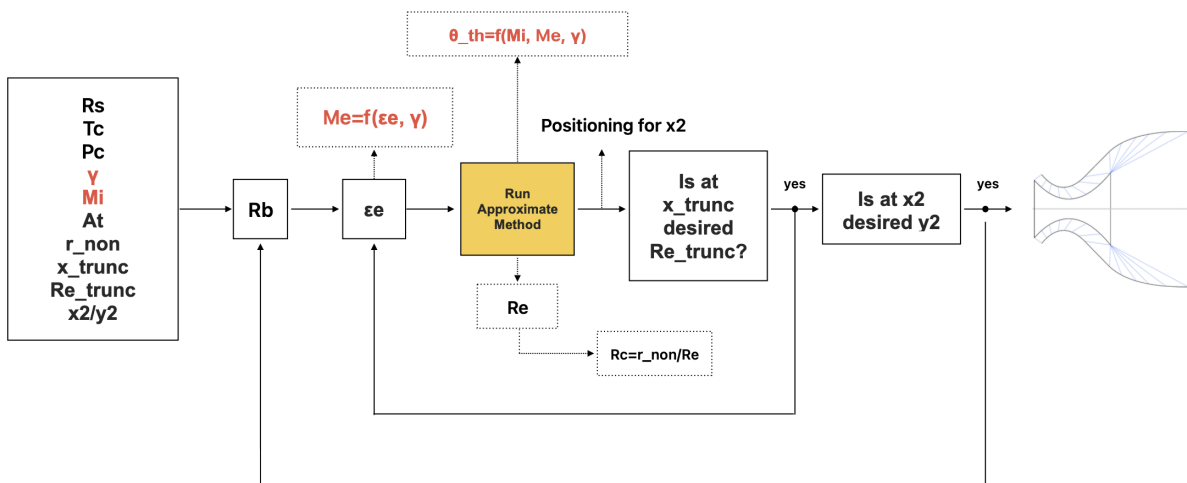 θ_th=f(Mi, Me, γ)
Rs
Tc
Pc
γ
Mi
At
r_non
x_trunc
Re_trunc
x2/y2
Me=f(εe, γ)
Positioning for x2
Rb
εe
Run
Approximate
Method
Is at
x_trunc
desired
Re_trunc?
yes
Is at x2
desired y2
yes
Re
Rc=r_non/Re